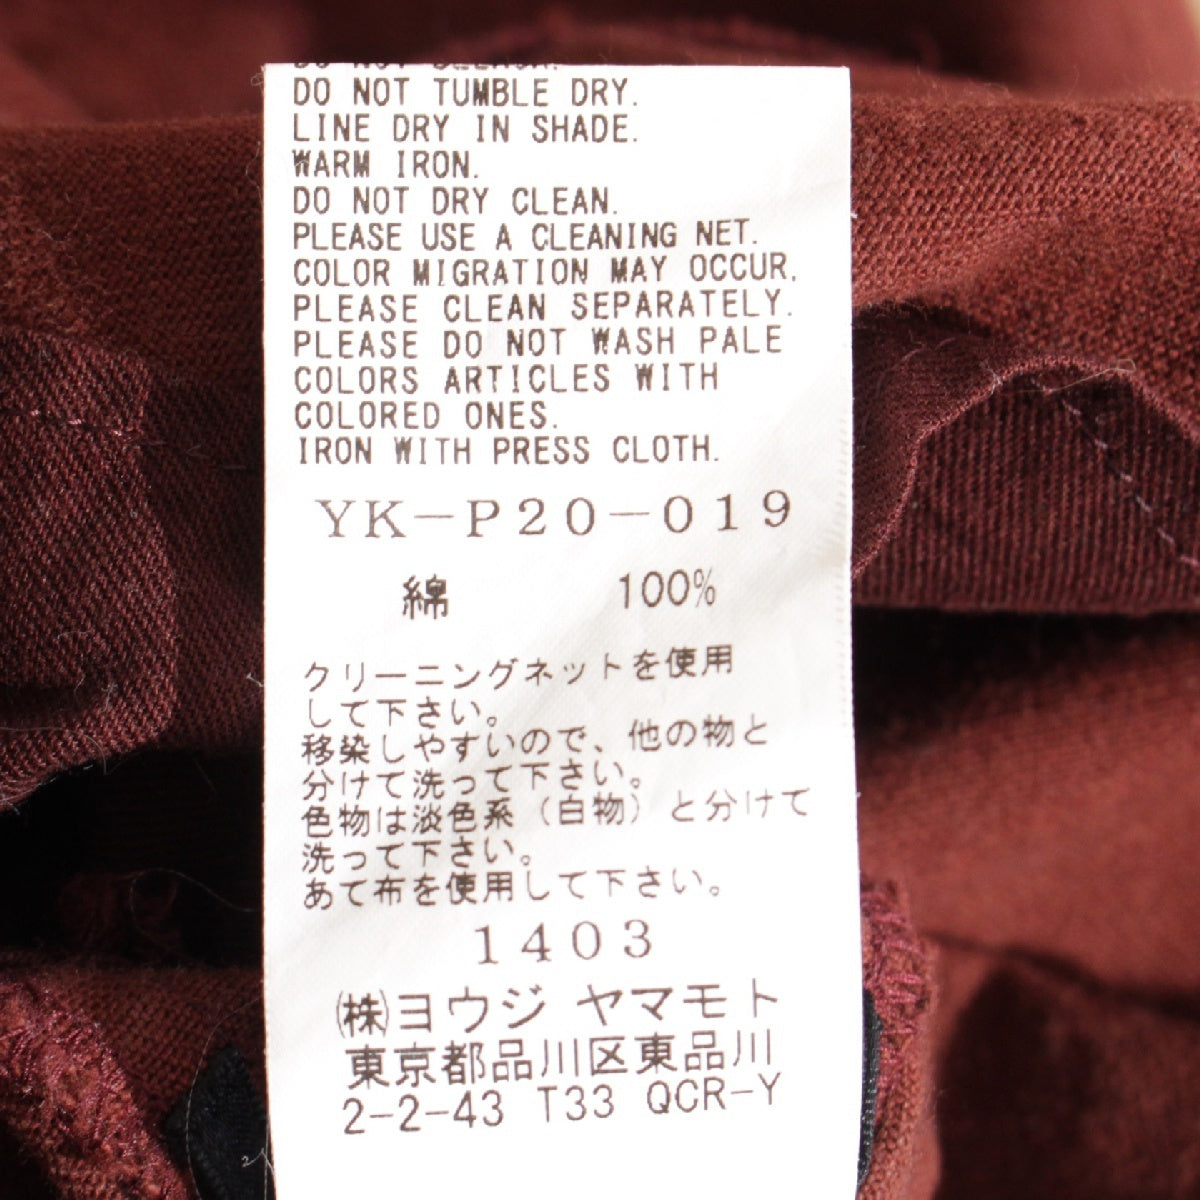 DO NOT BLEACH.
DO NOT TUMBLE DRY.
LINE DRY IN SHADE.
WARM IRON.
DO NOT DRY CLEAN.
PLEASE USE A CLEANING NET.
COLOR MIGRATION MAY OCCUR.
PLEASE CLEAN SEPARATELY.
PLEASE DO NOT WASH PALE
COLORS ARTICLES WITH
COLORED ONES.
IRON WITH PRESS CLOTH.
YK-P20-019
綿 100%
クリーニングネットを使用
して下さい。
移染しやすいので、他の物と
分けて洗って下さい。
色物は淡色系（白物）と分けて
洗って下さい。
あて布を使用して下さい。
1403
㈱ヨウジ ヤマモト
東京都品川区東品川
2-2-43 T33 QCR-Y